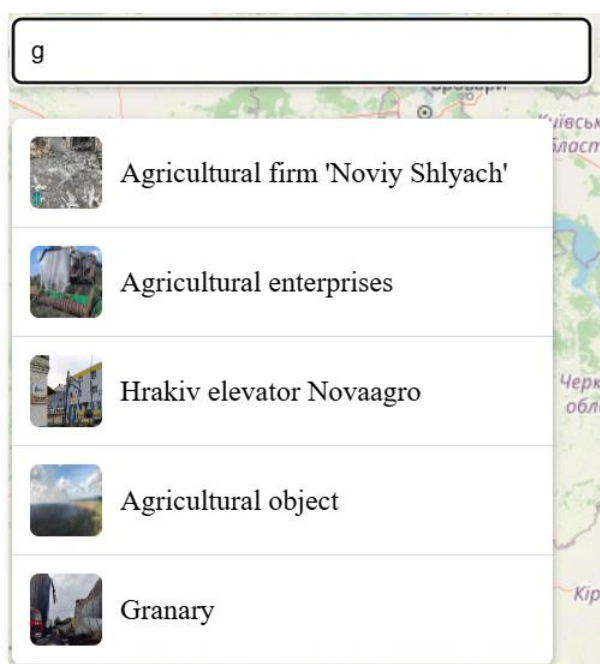 g
Agricultural firm 'Noviy Shlyach'
Agricultural enterprises
Hrakiv elevator Novaagro
Agricultural object
Granary